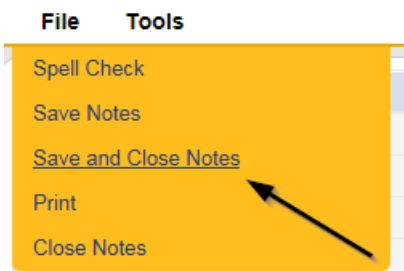 File Tools
Spell Check
Save Notes
Save and Close Notes
Print
Close Notes